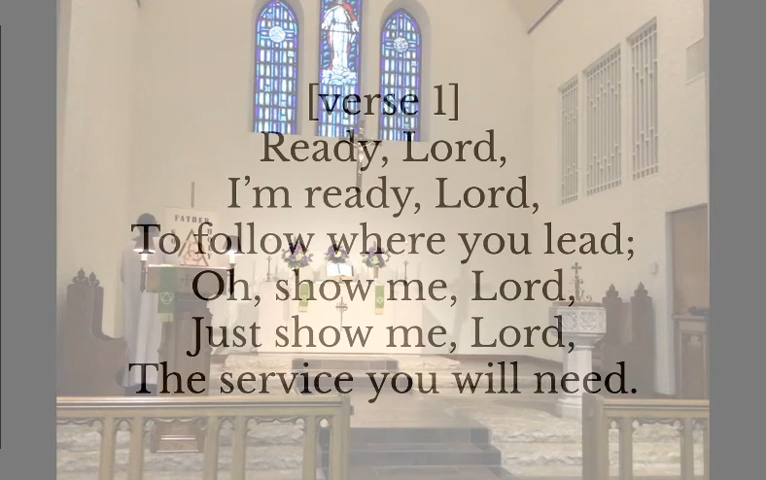 [verse 1]
Ready, Lord,
I'm ready, Lord,
To follow where you lead;
Oh, show me, Lord,
Just show me, Lord,
The service you will need.
FATHER